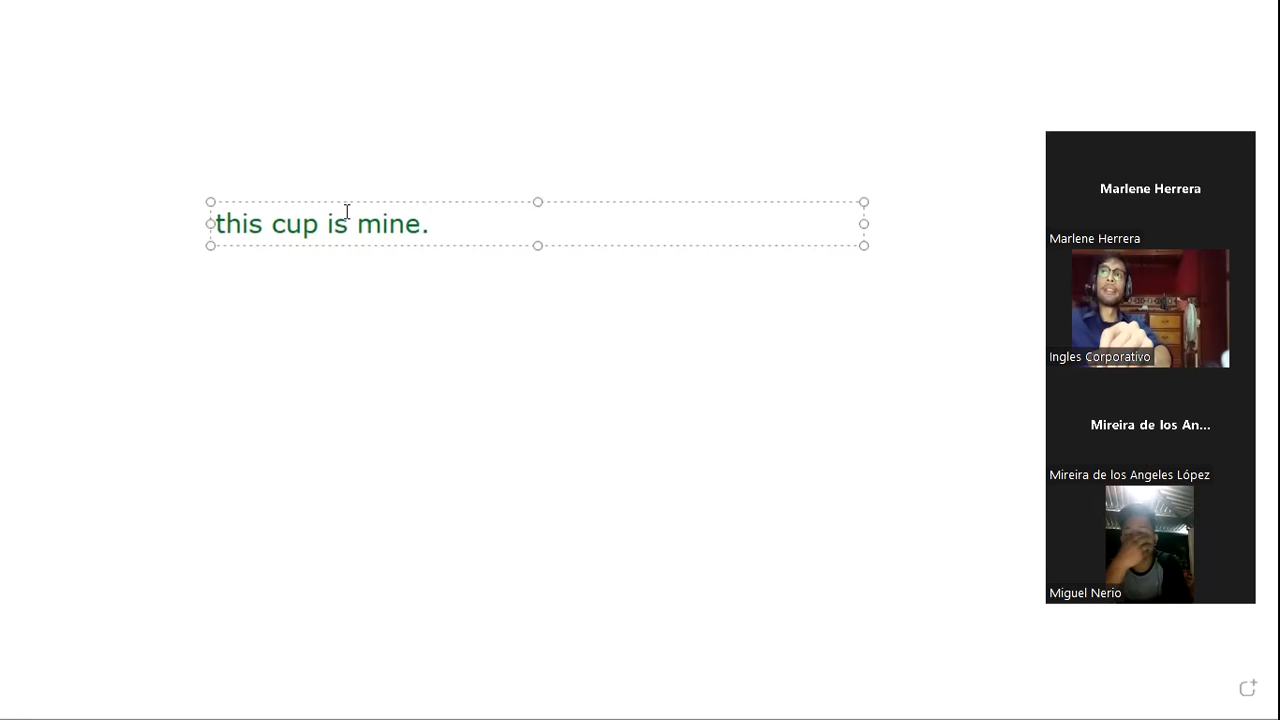 this cup is mine.
Marlene Herrera
Marlene Herrera
Ingles Corporativo
Mireira de los An...
Mireira de los Angeles López
Miguel Nerio